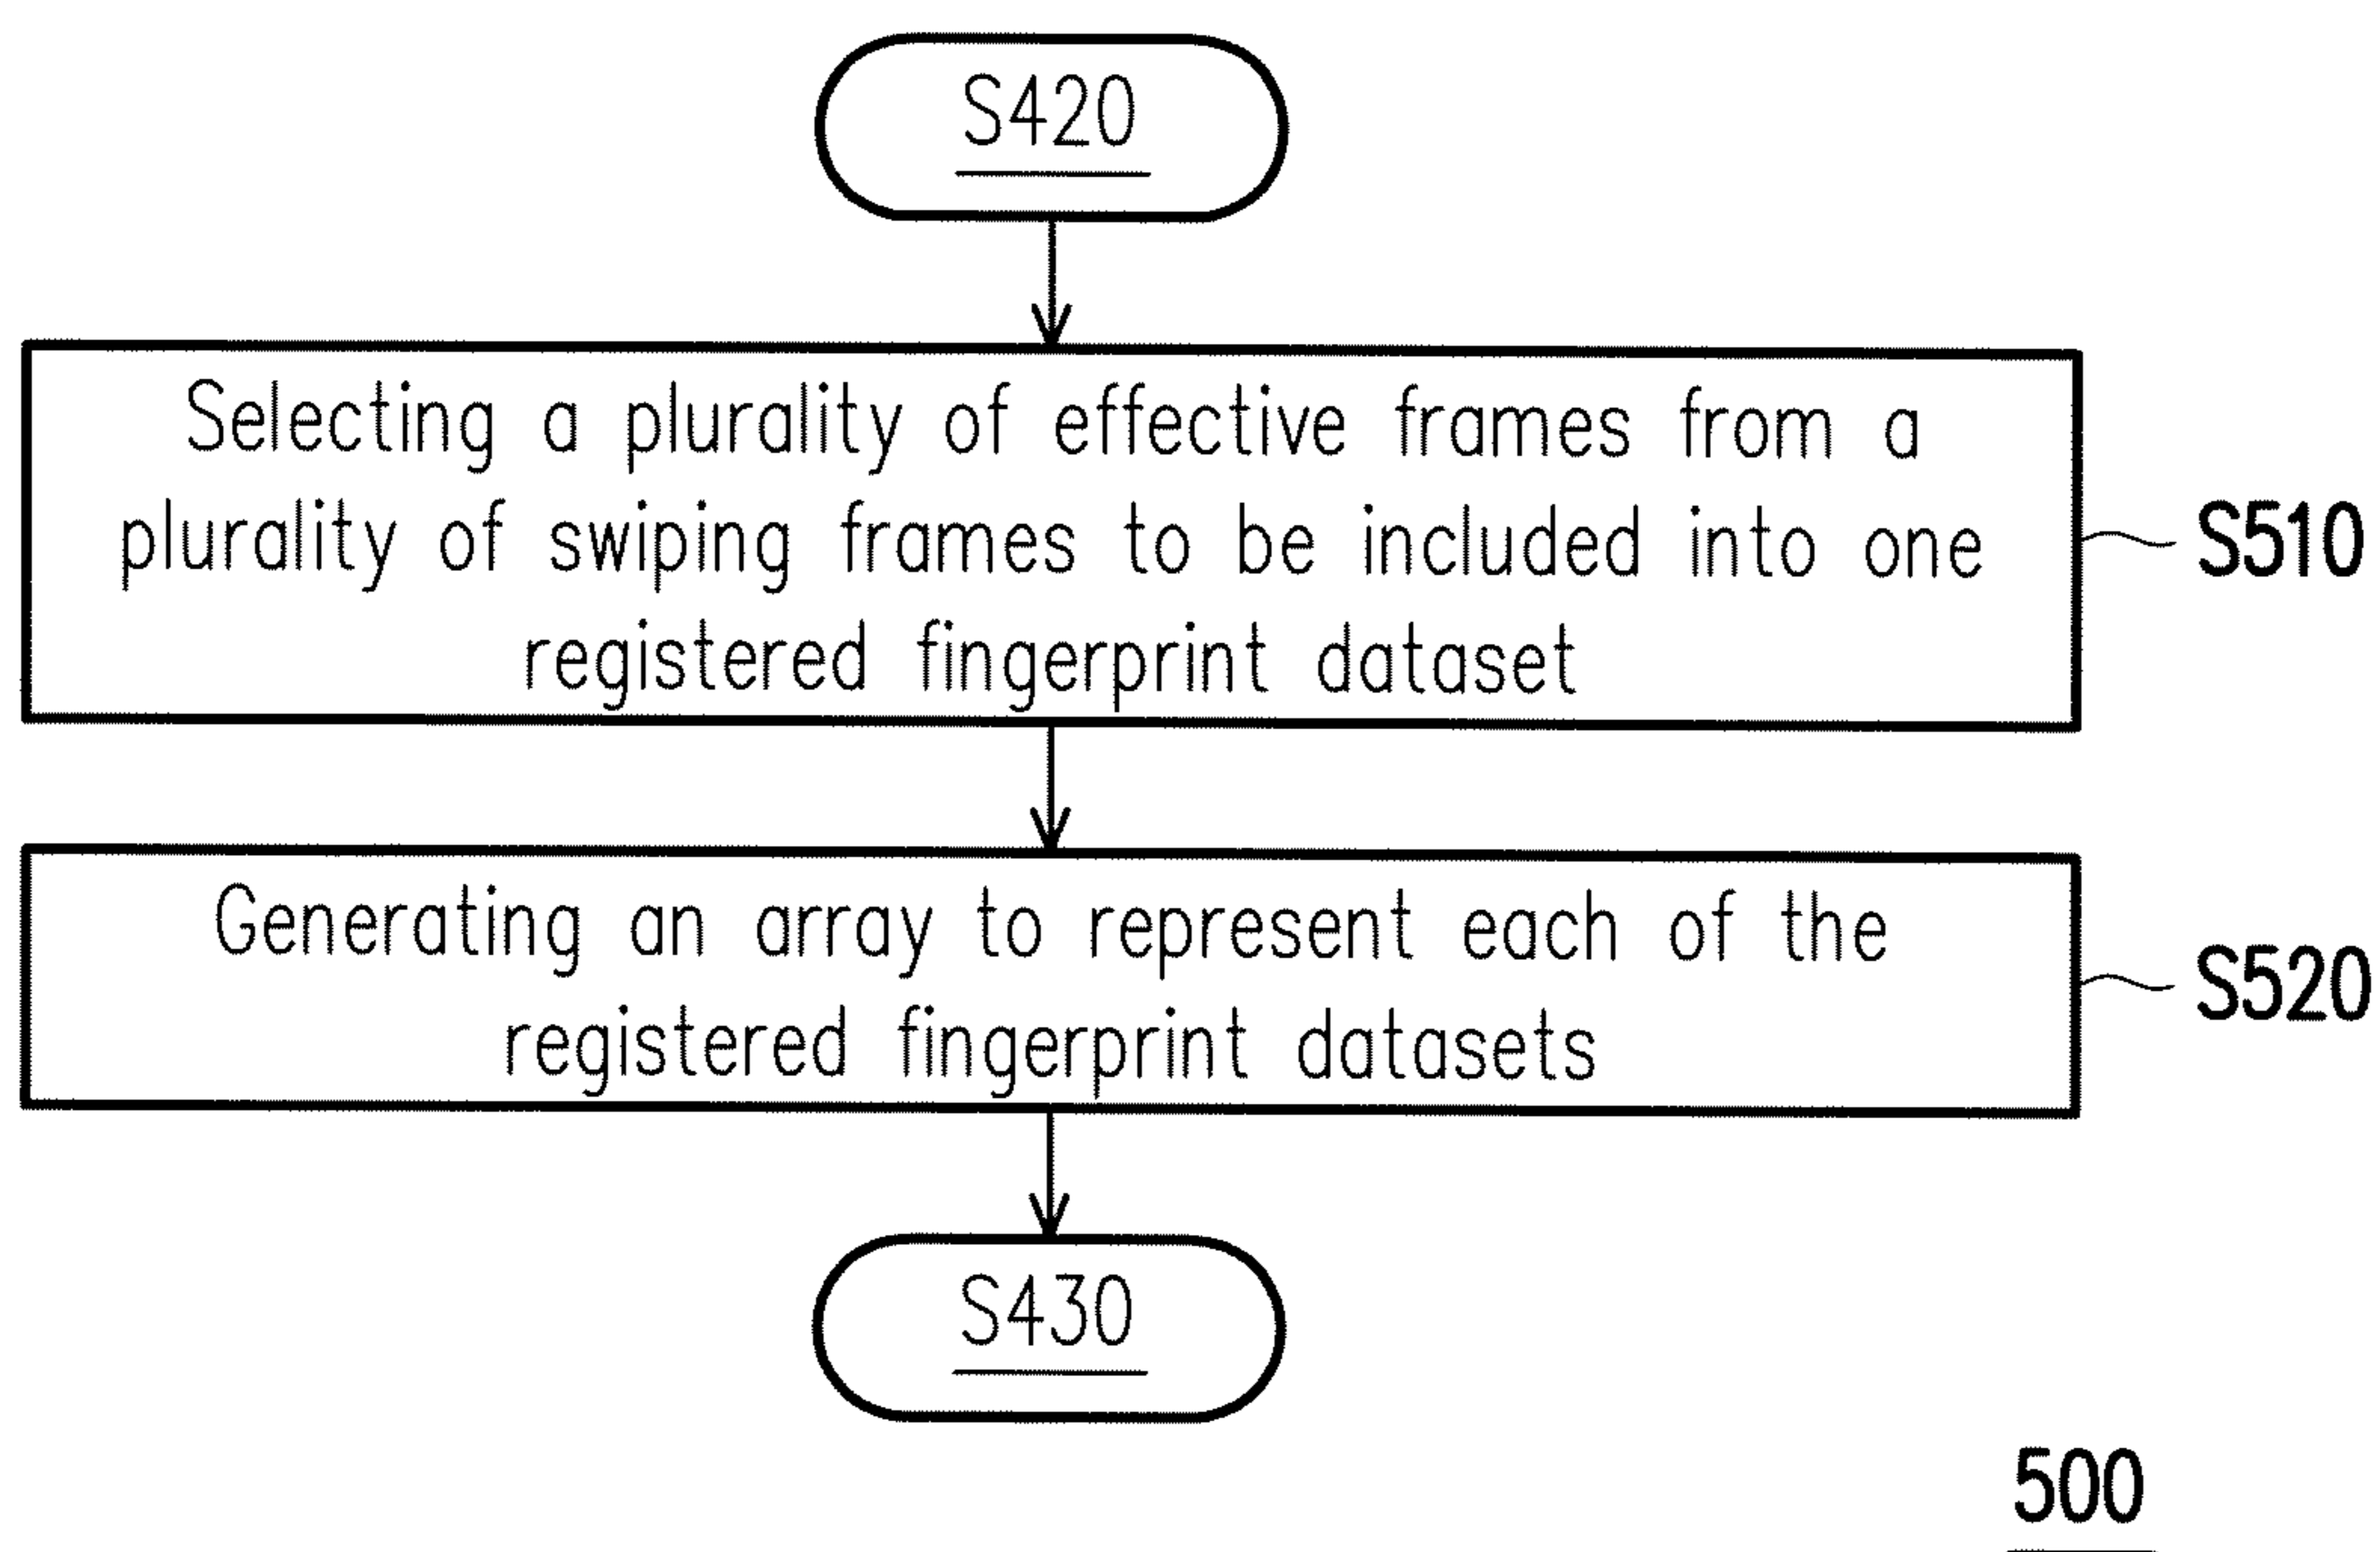 S420
Selecting a plurality of effective frames from a
plurality of swiping frames to be included into one
registered fingerprint dataset
S510
Generating an array to represent each of the
registered fingerprint datasets
S520
S430
500